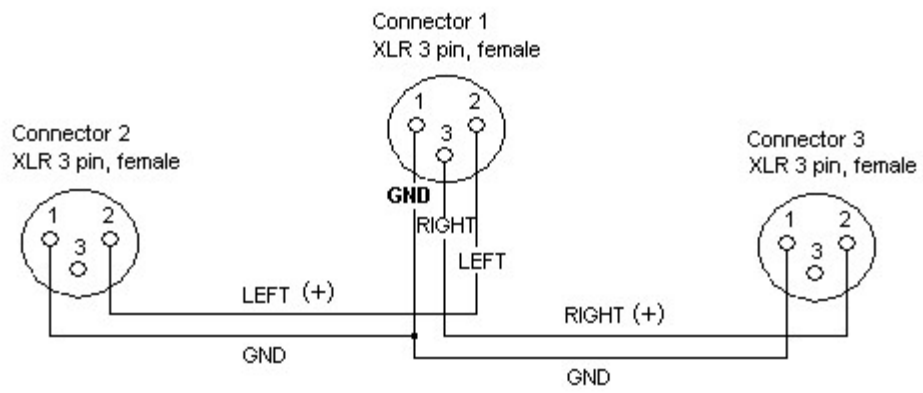 Connector 1
XLR 3 pin, female
1 2
3
GND
RIGHT
LEFT
Connector 2
XLR 3 pin, female
1 2
3
Connector 3
XLR 3 pin, female
1 2
3
LEFT (+)
GND
RIGHT (+)
GND